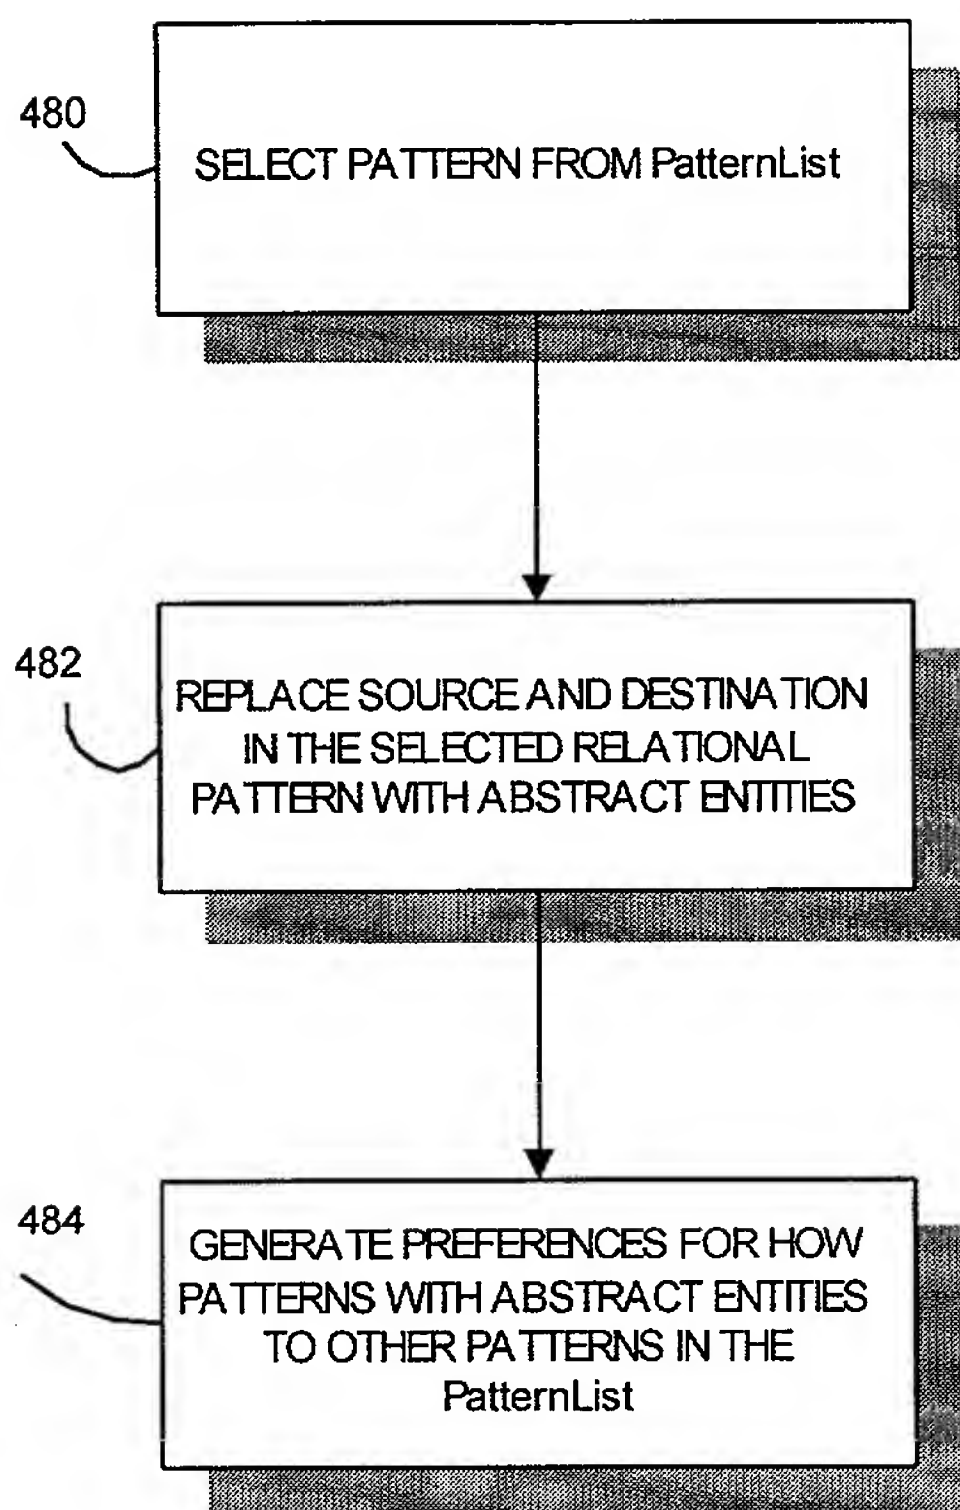 480
SELECT PATTERN FROM PatternList
482
REPLACE SOURCE AND DESTINATION
IN THE SELECTED RELATIONAL
PATTERN WITH ABSTRACT ENTITIES
484
GENERATE PREFERENCES FOR HOW
PATTERNS WITH ABSTRACT ENTITIES
TO OTHER PATTERNS IN THE
PatternList